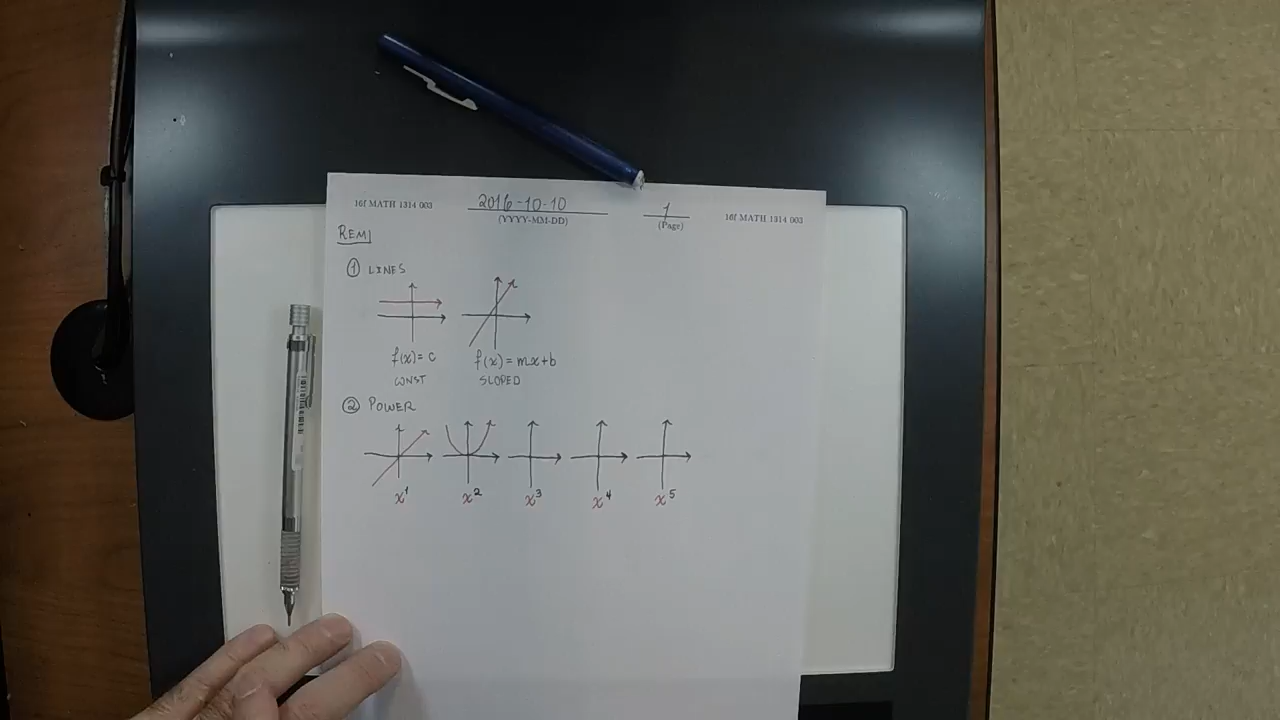 16f MATH 1314 003 2016-10-10 1 16f MATH 1314 003
(YYYY-MM-DD) (Page)
REM
① LINES
f(x) = c f(x) = mx+b
CONST SLOPED
② POWER
x¹ x² x³ x⁴ x⁵